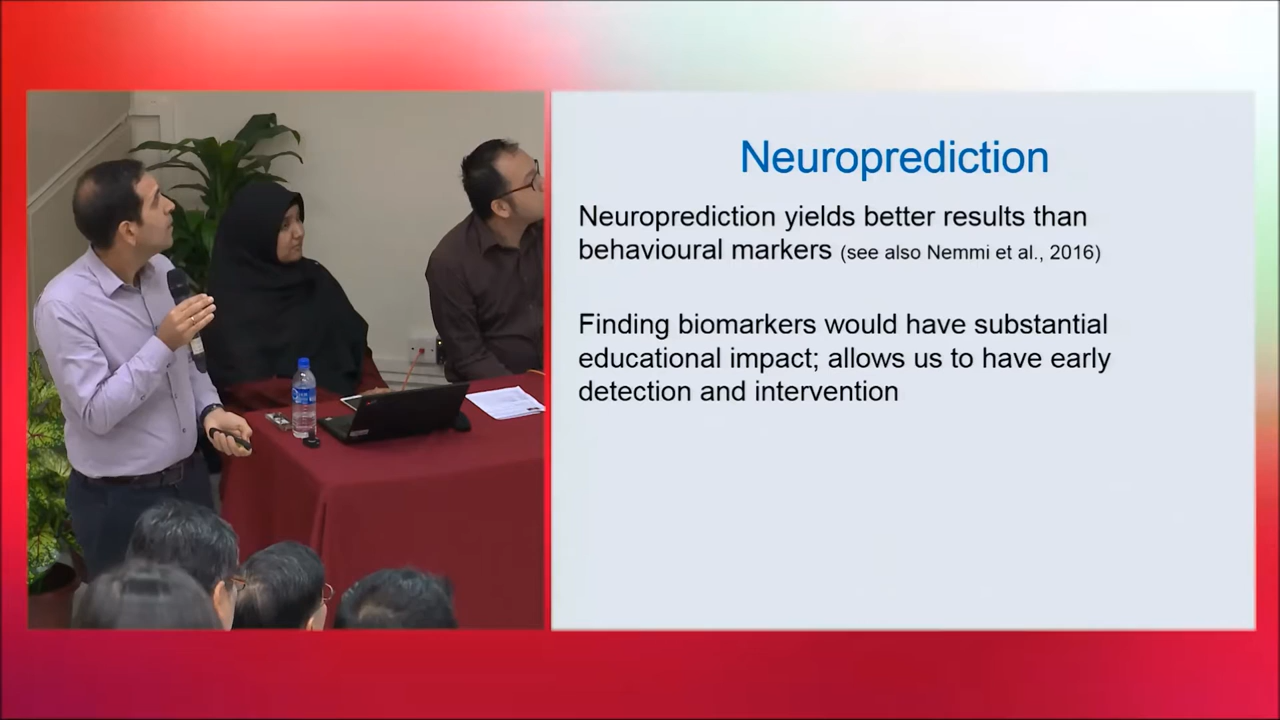 Neuroprediction
Neuroprediction yields better results than
behavioural markers (see also Nemmi et al., 2016)
Finding biomarkers would have substantial
educational impact; allows us to have early
detection and intervention